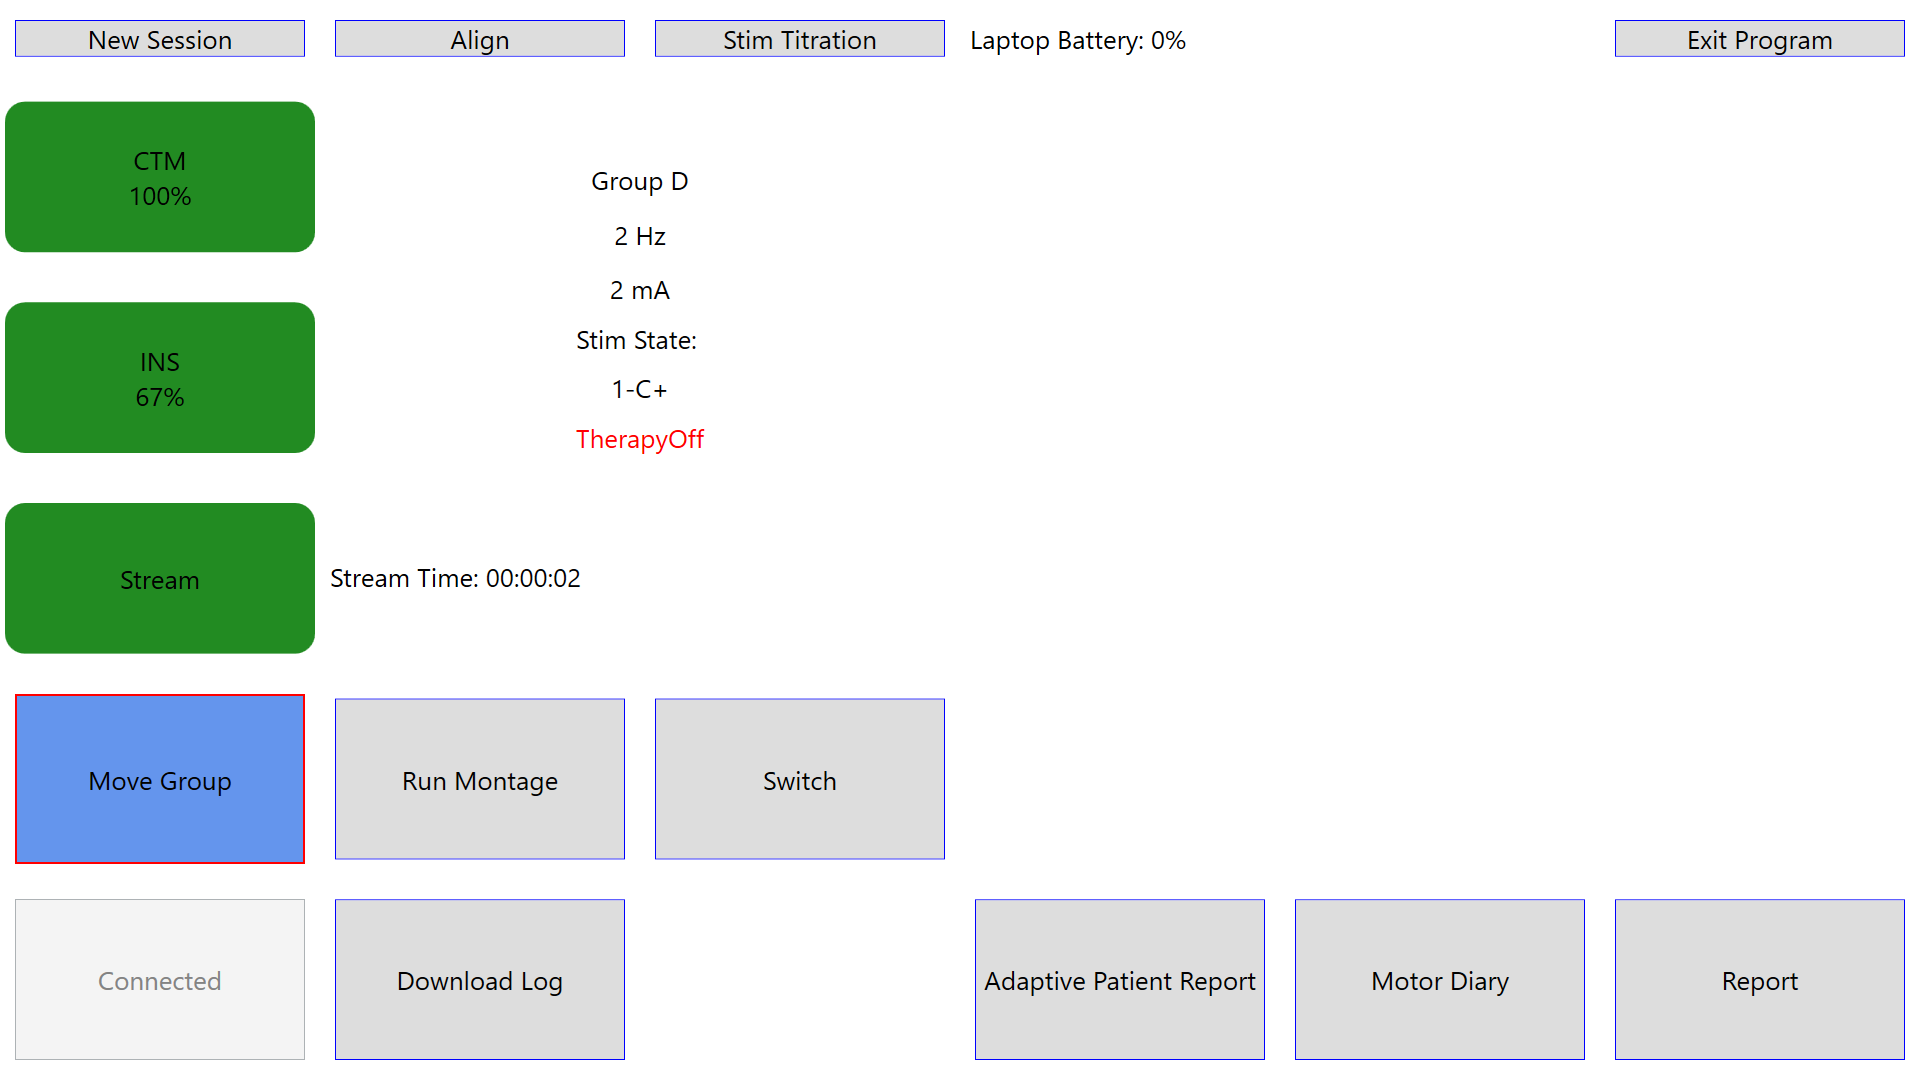 New Session
Align
Stim Titration
Laptop Battery: 0%
Exit Program
CTM
100%
Group D
2 Hz
2 mA
Stim State:
1-C+
TherapyOff
INS
67%
Stream
Stream Time: 00:00:02
Move Group
Run Montage
Switch
Connected
Download Log
Adaptive Patient Report
Motor Diary
Report